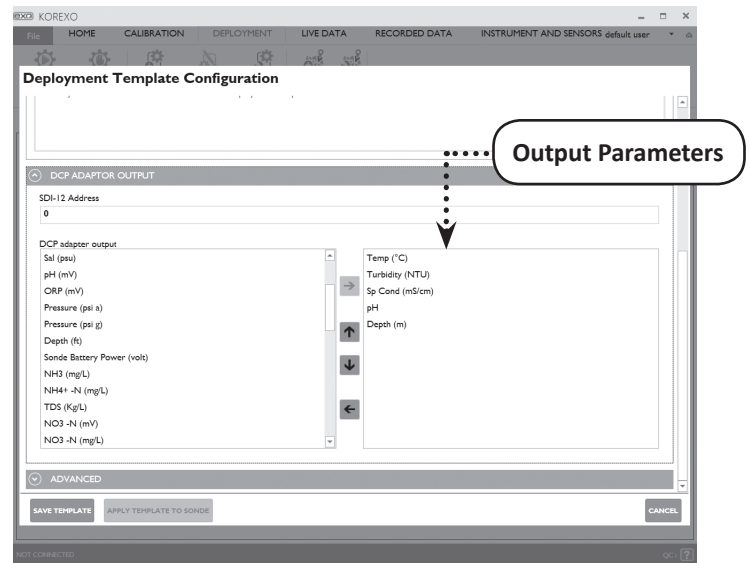 exo KOREXO
File HOME CALIBRATION DEPLOYMENT LIVE DATA RECORDED DATA INSTRUMENT AND SENSORS default user
Deployment Template Configuration
Output Parameters
DCP ADAPTOR OUTPUT
SDI-12 Address
0
DCP adapter output
Sal (psu)
pH (mV)
ORP (mV)
Pressure (psi a)
Pressure (psi g)
Depth (ft)
Sonde Battery Power (volt)
NH3 (mg/L)
NH4+ -N (mg/L)
TDS (Kg/L)
NO3 -N (mV)
NO3 -N (mg/L)
Temp (°C)
Turbidity (NTU)
Sp Cond (mS/cm)
pH
Depth (m)
ADVANCED
SAVE TEMPLATE APPLY TEMPLATE TO SONDE CANCEL
NOT CONNECTED QC: ?